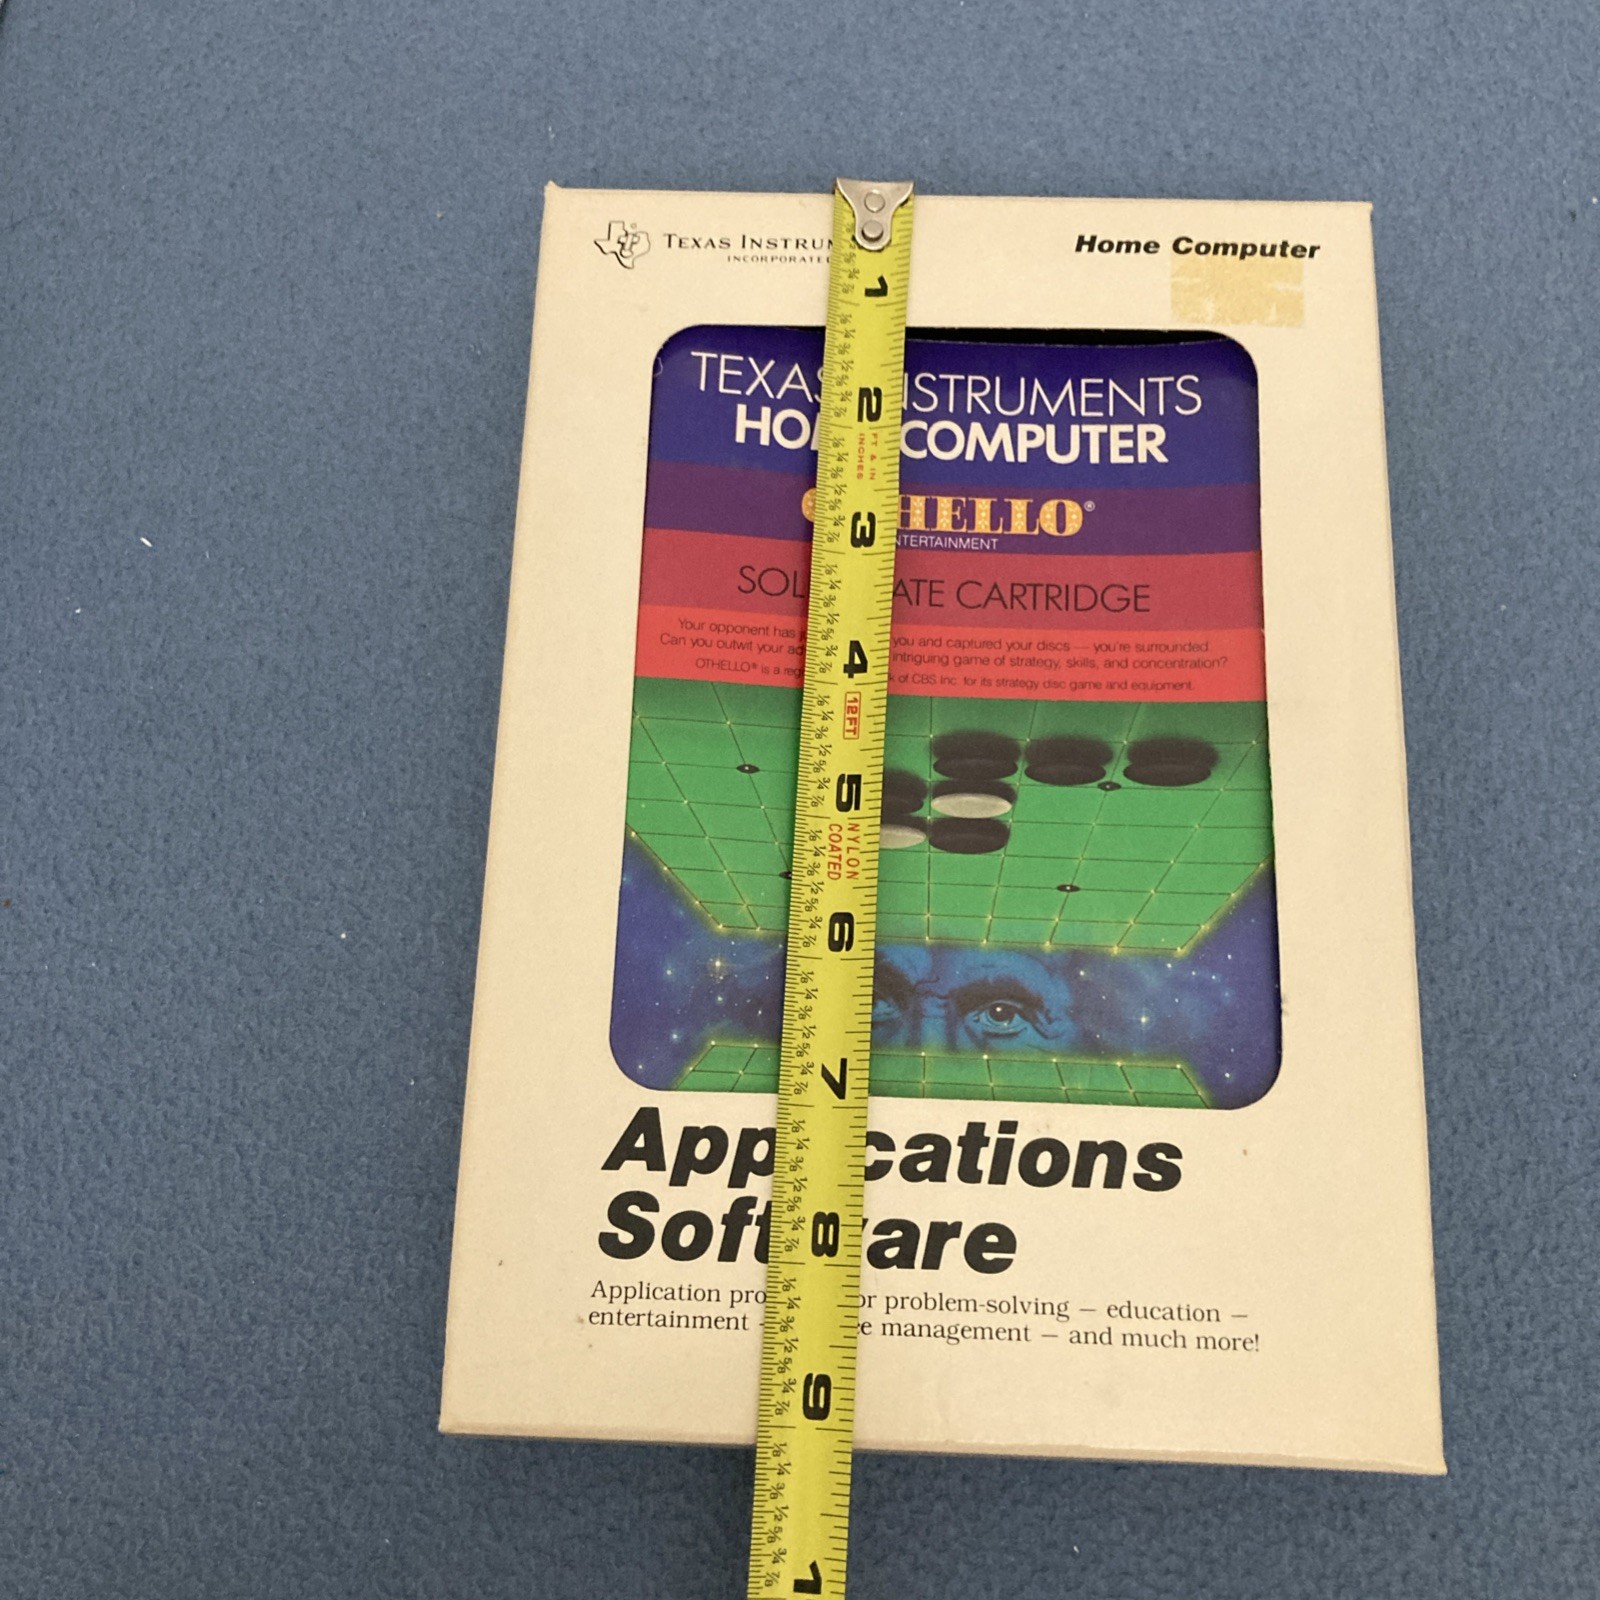 TEXAS INSTRUM
INCORPORATED
Home Computer
TEXAS INSTRUMENTS
HO COMPUTER
HELLO®
NTERTAINMENT
SOL ATE CARTRIDGE
Your opponent has j you and captured your discs — you're surrounded.
Can you outwit your ad intriguing game of strategy, skills, and concentration?
OTHELLO® is a reg k of CBS Inc. for its strategy disc game and equipment.
App cations
Soft are
Application pro or problem-solving — education —
entertainment – ce management — and much more!
1
2
FT & IN
INCHES
3
4
12FT
5
NYLON
COATED
6
7
8
9
1